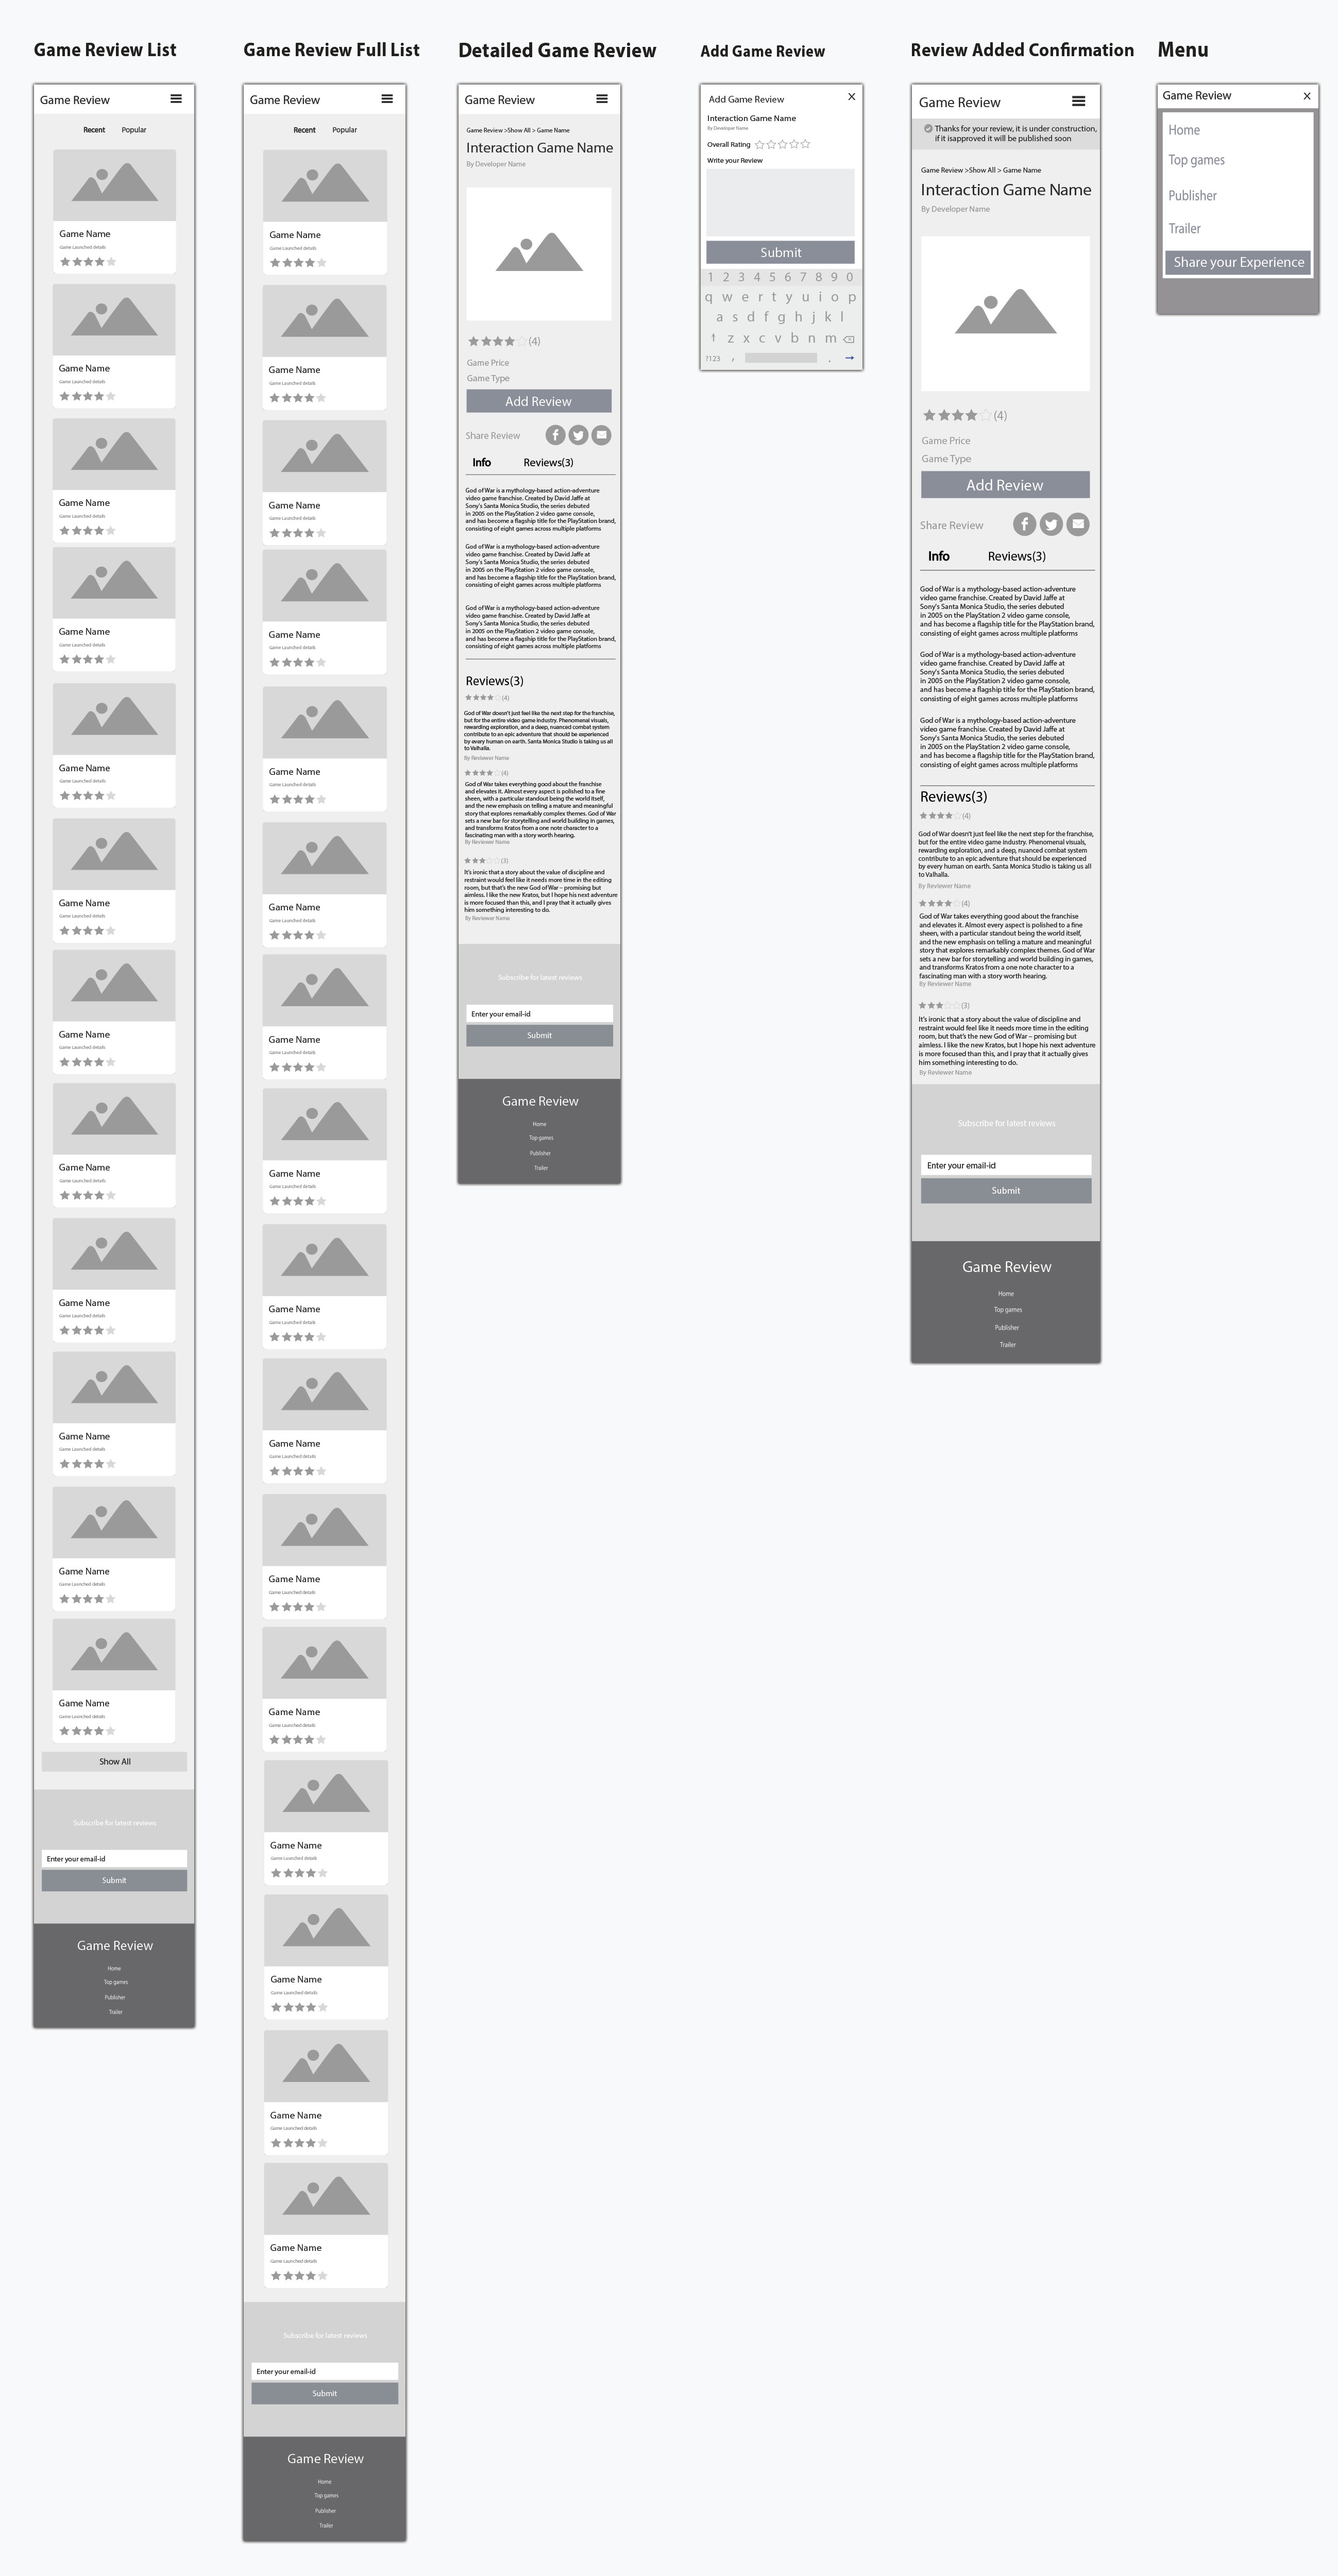 Game Review List
Game Review
Recent Popular
Game Name
Game Launched details
Game Name
Game Launched details
Game Name
Game Launched details
Game Name
Game Launched details
Game Name
Game Launched details
Game Name
Game Launched details
Game Name
Game Launched details
Game Name
Game Launched details
Game Name
Game Launched details
Game Name
Game Launched details
Game Name
Game Launched details
Game Name
Game Launched details
Show All
Subscribe for latest reviews
Enter your email-id
Submit
Game Review
Home
Top games
Publisher
Trailer
Game Review Full List
Game Review
Recent Popular
Game Name
Game Launched details
Game Name
Game Launched details
Game Name
Game Launched details
Game Name
Game Launched details
Game Name
Game Launched details
Game Name
Game Launched details
Game Name
Game Launched details
Game Name
Game Launched details
Game Name
Game Launched details
Game Name
Game Launched details
Game Name
Game Launched details
Game Name
Game Launched details
Game Name
Game Launched details
Game Name
Game Launched details
Game Name
Game Launched details
Game Name
Game Launched details
Subscribe for latest reviews
Enter your email-id
Submit
Game Review
Home
Top games
Publisher
Trailer
Detailed Game Review
Game Review
Game Review >Show All > Game Name
Interaction Game Name
By Developer Name
(4)
Game Price
Game Type
Add Review
Share Review
Info Reviews(3)
God of War is a mythology-based action-adventure
video game franchise. Created by David Jaffe at
Sony's Santa Monica Studio, the series debuted
in 2005 on the PlayStation 2 video game console,
and has become a flagship title for the PlayStation brand,
consisting of eight games across multiple platforms
God of War is a mythology-based action-adventure
video game franchise. Created by David Jaffe at
Sony's Santa Monica Studio, the series debuted
in 2005 on the PlayStation 2 video game console,
and has become a flagship title for the PlayStation brand,
consisting of eight games across multiple platforms
God of War is a mythology-based action-adventure
video game franchise. Created by David Jaffe at
Sony's Santa Monica Studio, the series debuted
in 2005 on the PlayStation 2 video game console,
and has become a flagship title for the PlayStation brand,
consisting of eight games across multiple platforms
Reviews(3)
(4)
God of War doesn't just feel like the next step for the franchise,
but for the entire video game industry. Phenomenal visuals,
rewarding exploration, and a deep, nuanced combat system
contribute to an epic adventure that should be experienced
by every human on earth. Santa Monica Studio is taking us all
to Valhalla.
By Reviewer Name
(4)
God of War takes everything good about the franchise
and elevates it. Almost every aspect is polished to a fine
sheen, with a particular standout being the world itself,
and the new emphasis on telling a mature and meaningful
story that explores remarkably complex themes. God of War
sets a new bar for storytelling and world building in games,
and transforms Kratos from a one note character to a
fascinating man with a story worth hearing.
By Reviewer Name
(3)
It's ironic that a story about the value of discipline and
restraint would feel like it needs more time in the editing
room, but that's the new God of War – promising but
aimless. I like the new Kratos, but I hope his next adventure
is more focused than this, and I pray that it actually gives
him something interesting to do.
By Reviewer Name
Subscribe for latest reviews
Enter your email-id
Submit
Game Review
Home
Top games
Publisher
Trailer
Add Game Review
Add Game Review X
Interaction Game Name
By Developer Name
Overall Rating
Write your Review
Submit
1 2 3 4 5 6 7 8 9 0
q w e r t y u i o p
a s d f g h j k l
↑ z x c v b n m
?123 , . →
Review Added Confirmation
Game Review
Thanks for your review, it is under construction,
if it isapproved it will be published soon
Game Review >Show All > Game Name
Interaction Game Name
By Developer Name
(4)
Game Price
Game Type
Add Review
Share Review
Info Reviews(3)
God of War is a mythology-based action-adventure
video game franchise. Created by David Jaffe at
Sony's Santa Monica Studio, the series debuted
in 2005 on the PlayStation 2 video game console,
and has become a flagship title for the PlayStation brand,
consisting of eight games across multiple platforms
God of War is a mythology-based action-adventure
video game franchise. Created by David Jaffe at
Sony's Santa Monica Studio, the series debuted
in 2005 on the PlayStation 2 video game console,
and has become a flagship title for the PlayStation brand,
consisting of eight games across multiple platforms
God of War is a mythology-based action-adventure
video game franchise. Created by David Jaffe at
Sony's Santa Monica Studio, the series debuted
in 2005 on the PlayStation 2 video game console,
and has become a flagship title for the PlayStation brand,
consisting of eight games across multiple platforms
Reviews(3)
(4)
God of War doesn't just feel like the next step for the franchise,
but for the entire video game industry. Phenomenal visuals,
rewarding exploration, and a deep, nuanced combat system
contribute to an epic adventure that should be experienced
by every human on earth. Santa Monica Studio is taking us all
to Valhalla.
By Reviewer Name
(4)
God of War takes everything good about the franchise
and elevates it. Almost every aspect is polished to a fine
sheen, with a particular standout being the world itself,
and the new emphasis on telling a mature and meaningful
story that explores remarkably complex themes. God of War
sets a new bar for storytelling and world building in games,
and transforms Kratos from a one note character to a
fascinating man with a story worth hearing.
By Reviewer Name
(3)
It's ironic that a story about the value of discipline and
restraint would feel like it needs more time in the editing
room, but that's the new God of War – promising but
aimless. I like the new Kratos, but I hope his next adventure
is more focused than this, and I pray that it actually gives
him something interesting to do.
By Reviewer Name
Subscribe for latest reviews
Enter your email-id
Submit
Game Review
Home
Top games
Publisher
Trailer
Menu
Game Review X
Home
Top games
Publisher
Trailer
Share your Experience